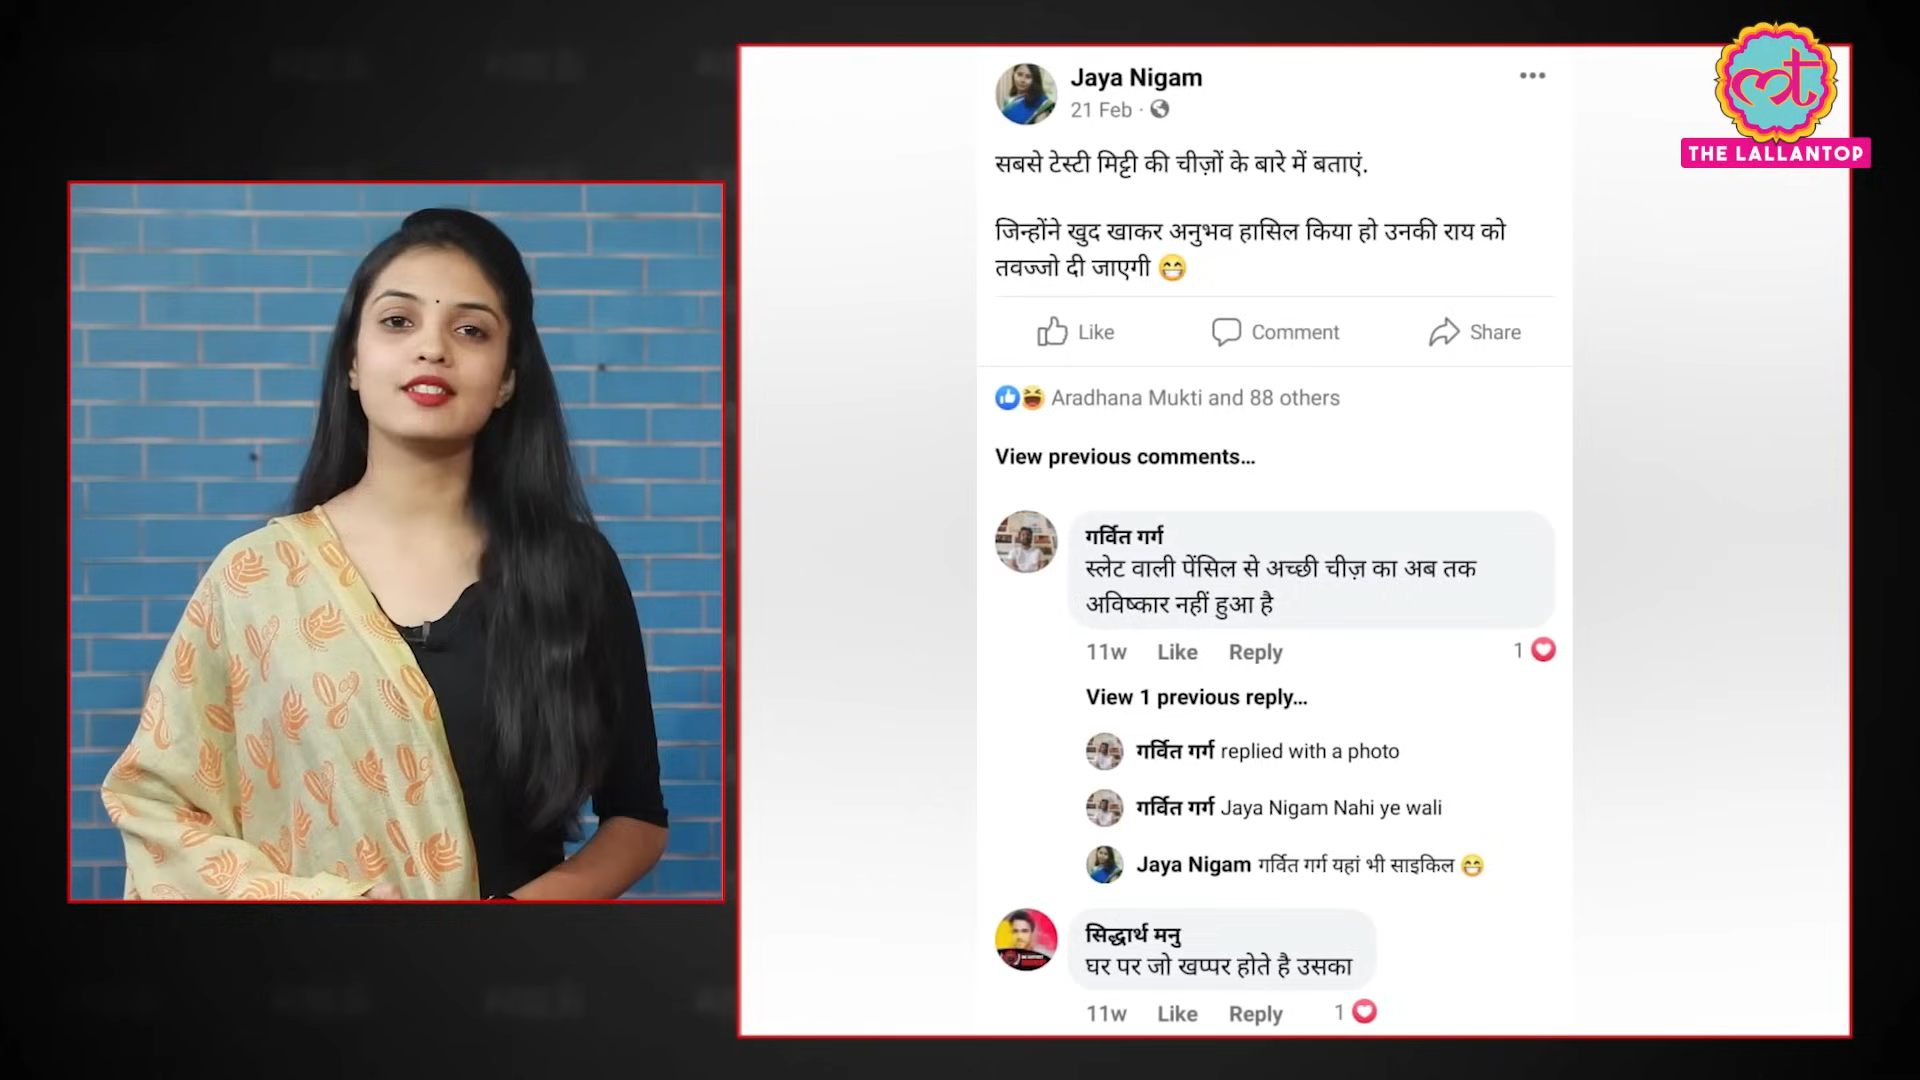 THE LALLANTOP
Jaya Nigam
21 Feb ·
सबसे टेस्टी मिट्टी की चीज़ों के बारे में बताएं.
जिन्होंने खुद खाकर अनुभव हासिल किया हो उनकी राय को
तवज्जो दी जाएगी 😁
Like Comment Share
Aradhana Mukti and 88 others
View previous comments...
गर्वित गर्ग
स्लेट वाली पेंसिल से अच्छी चीज़ का अब तक
अविष्कार नहीं हुआ है
11w Like Reply 1
View 1 previous reply...
गर्वित गर्ग replied with a photo
गर्वित गर्ग Jaya Nigam Nahi ye wali
Jaya Nigam गर्वित गर्ग यहां भी साइकिल 😁
सिद्धार्थ मनु
घर पर जो खप्पर होते है उसका
11w Like Reply 1